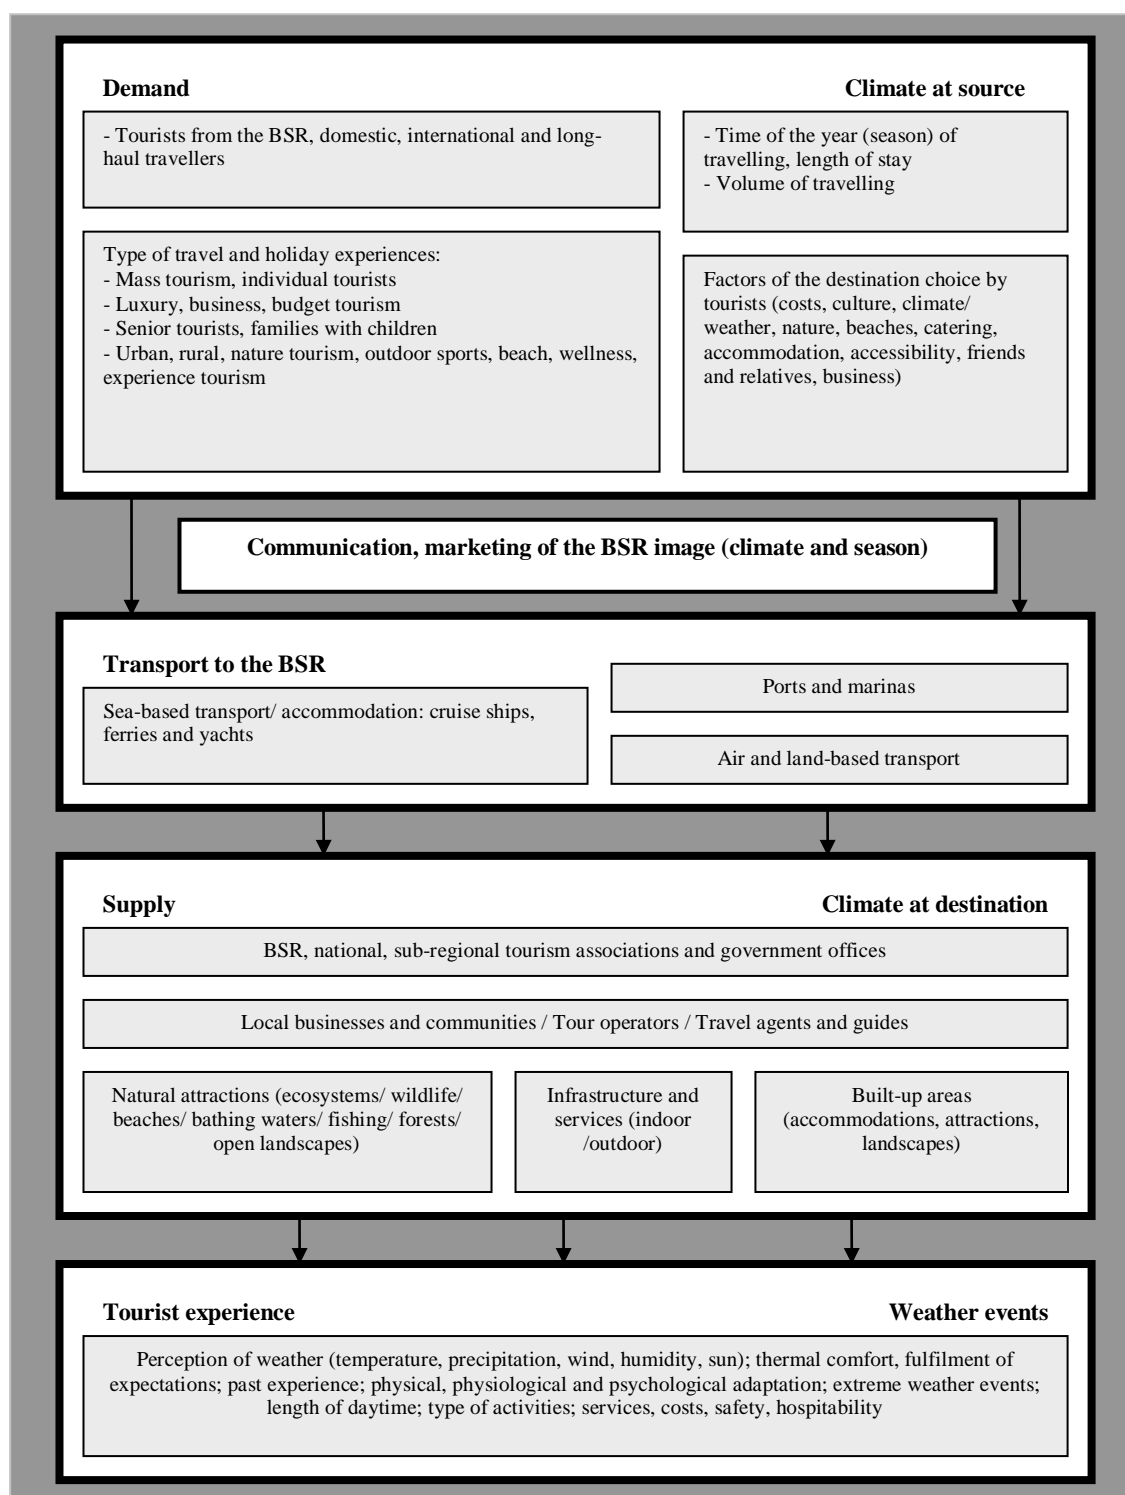 Demand
Climate at source
- Tourists from the BSR, domestic, international and long-
haul travellers
- Time of the year (season) of
travelling, length of stay
- Volume of travelling
Type of travel and holiday experiences:
- Mass tourism, individual tourists
- Luxury, business, budget tourism
- Senior tourists, families with children
- Urban, rural, nature tourism, outdoor sports, beach, wellness,
experience tourism
Factors of the destination choice by
tourists (costs, culture, climate/
weather, nature, beaches, catering,
accommodation, accessibility, friends
and relatives, business)
Communication, marketing of the BSR image (climate and season)
Transport to the BSR
Sea-based transport/ accommodation: cruise ships,
ferries and yachts
Ports and marinas
Air and land-based transport
Supply
Climate at destination
BSR, national, sub-regional tourism associations and government offices
Local businesses and communities / Tour operators / Travel agents and guides
Natural attractions (ecosystems/ wildlife/
beaches/ bathing waters/ fishing/ forests/
open landscapes)
Infrastructure and
services (indoor
/outdoor)
Built-up areas
(accommodations, attractions,
landscapes)
Tourist experience
Weather events
Perception of weather (temperature, precipitation, wind, humidity, sun); thermal comfort, fulfilment of
expectations; past experience; physical, physiological and psychological adaptation; extreme weather events;
length of daytime; type of activities; services, costs, safety, hospitability